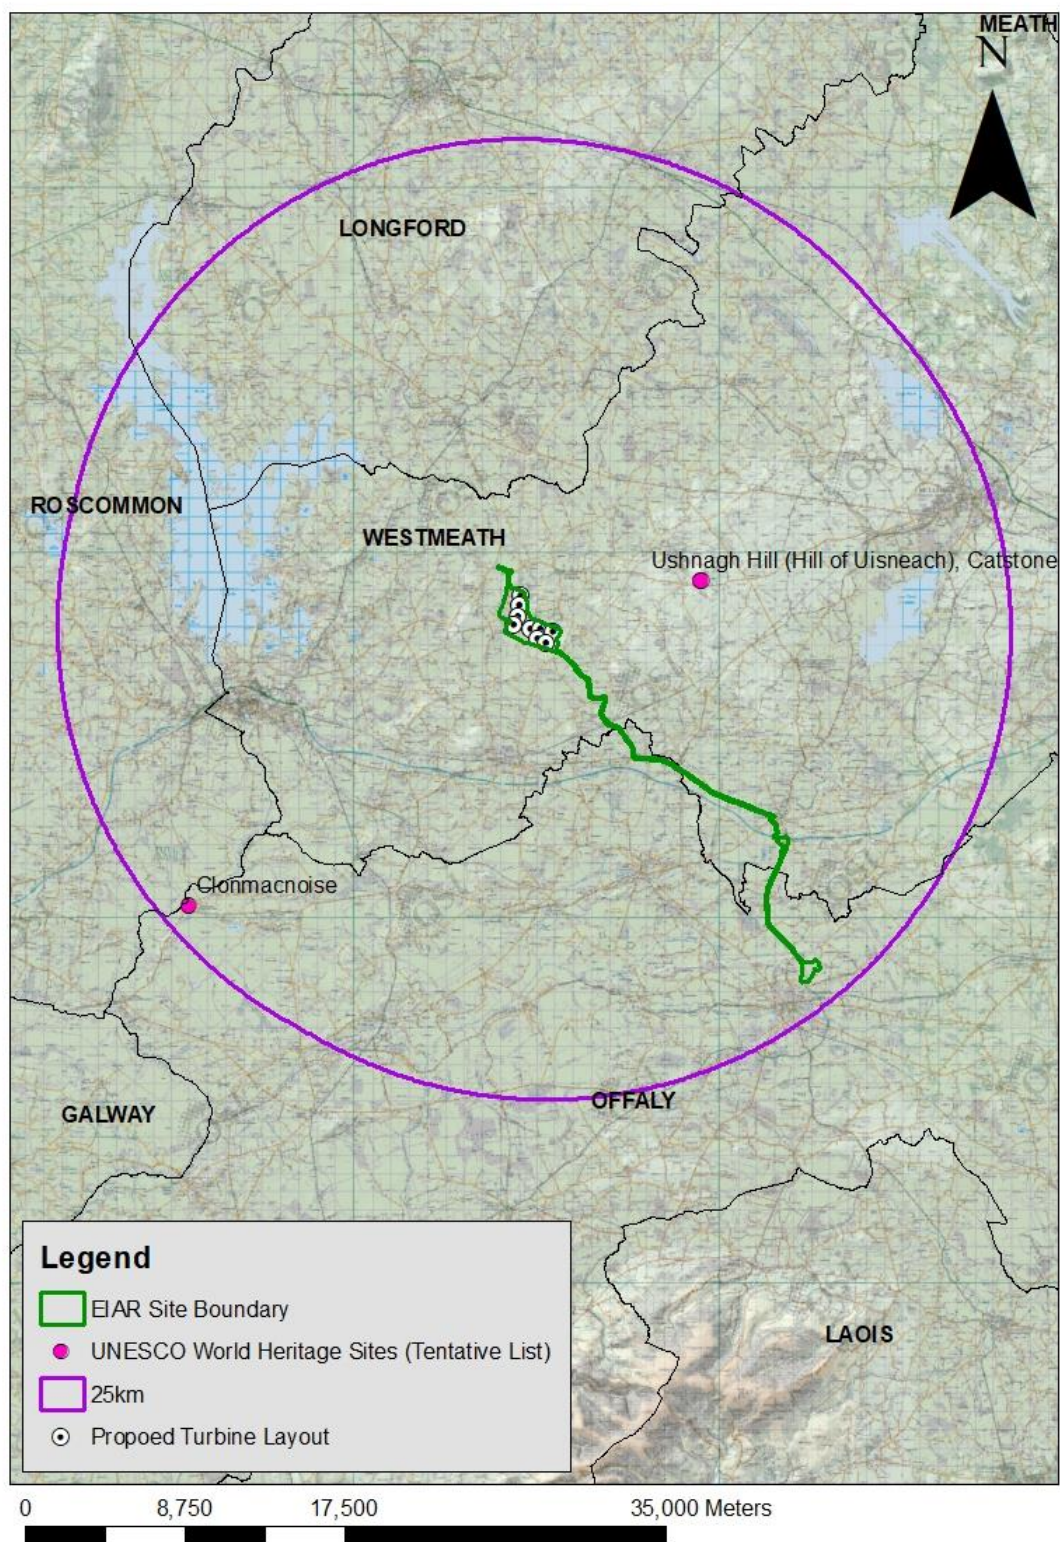 MEATH
N
LONGFORD
ROSCOMMON
WESTMEATH
Ushnagh Hill (Hill of Uisneach), Catstone
Clonmacnoise
OFFALY
GALWAY
LAOIS
Legend
EIAR Site Boundary
UNESCO World Heritage Sites (Tentative List)
25km
Propoed Turbine Layout
0 8,750 17,500 35,000 Meters